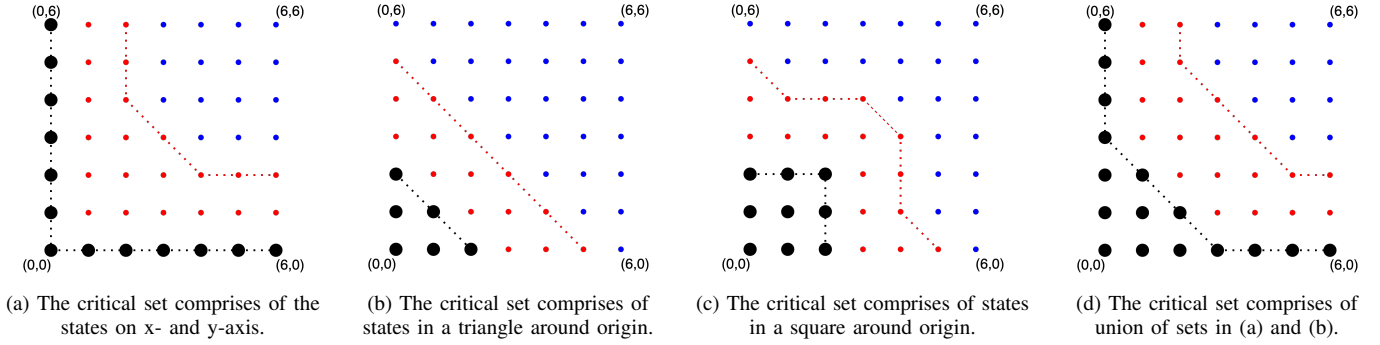 (0,6) (6,6)
(0,0) (6,0)
(a) The critical set comprises of the
states on x- and y-axis.
(0,6) (6,6)
(0,0) (6,0)
(b) The critical set comprises of
states in a triangle around origin.
(0,6) (6,6)
(0,0) (6,0)
(c) The critical set comprises of states
in a square around origin.
(0,6) (6,6)
(0,0) (6,0)
(d) The critical set comprises of
union of sets in (a) and (b).